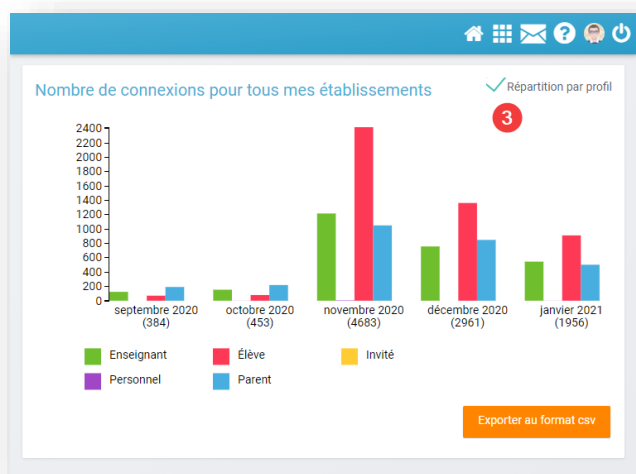 Nombre de connexions pour tous mes établissements
Répartition par profil
3
2400
2200
2000
1800
1600
1400
1200
1000
800
600
400
200
0
septembre 2020 octobre 2020 novembre 2020 décembre 2020 janvier 2021
(384) (453) (4683) (2961) (1956)
Enseignant Élève Invité
Personnel Parent
Exporter au format csv